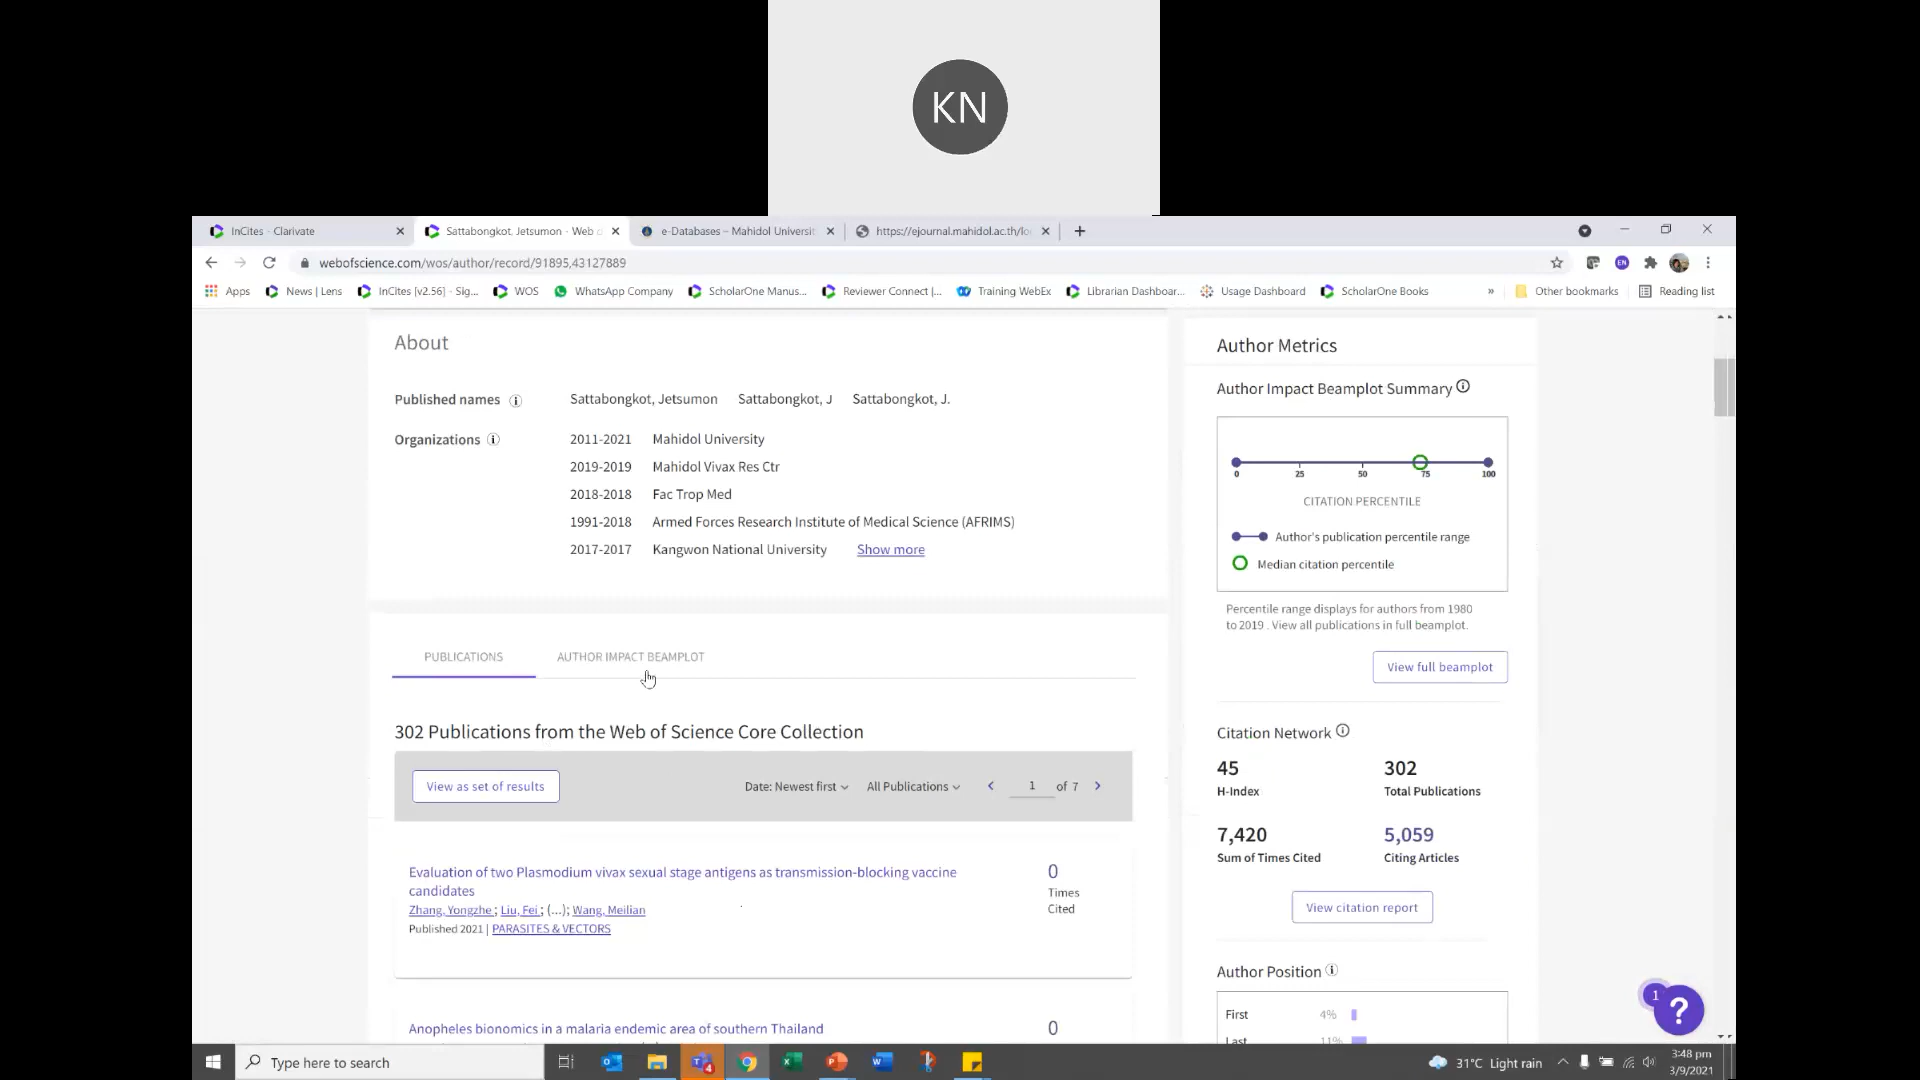 KN
InCites - Clarivate
Sattabongkot, Jetsumon - Web o
e-Databases – Mahidol Universit
https://ejournal.mahidol.ac.th/lo
webofscience.com/wos/author/record/91895,43127889
EN
Apps
News | Lens
InCites [v2.56] - Sig...
WOS
WhatsApp Company
ScholarOne Manus...
Reviewer Connect |...
Training WebEx
Librarian Dashboar...
Usage Dashboard
ScholarOne Books
»
Other bookmarks
Reading list
About
Published names
Sattabongkot, Jetsumon Sattabongkot, J Sattabongkot, J.
Organizations
2011-2021 Mahidol University
2019-2019 Mahidol Vivax Res Ctr
2018-2018 Fac Trop Med
1991-2018 Armed Forces Research Institute of Medical Science (AFRIMS)
2017-2017 Kangwon National University Show more
PUBLICATIONS AUTHOR IMPACT BEAMPLOT
302 Publications from the Web of Science Core Collection
View as set of results
Date: Newest first
All Publications
1 of 7
Evaluation of two Plasmodium vivax sexual stage antigens as transmission-blocking vaccine
candidates
Zhang, Yongzhe ; Liu, Fei ; (...); Wang, Meilian
Published 2021 | PARASITES & VECTORS
0
Times
Cited
Anopheles bionomics in a malaria endemic area of southern Thailand
0
Author Metrics
Author Impact Beamplot Summary
0 25 50 75 100
CITATION PERCENTILE
Author's publication percentile range
Median citation percentile
Percentile range displays for authors from 1980
to 2019 . View all publications in full beamplot.
View full beamplot
Citation Network
45 302
H-Index Total Publications
7,420 5,059
Sum of Times Cited Citing Articles
View citation report
Author Position
First 4%
Last 11%
1
?
Type here to search
4
31°C Light rain
3:48 pm
3/9/2021